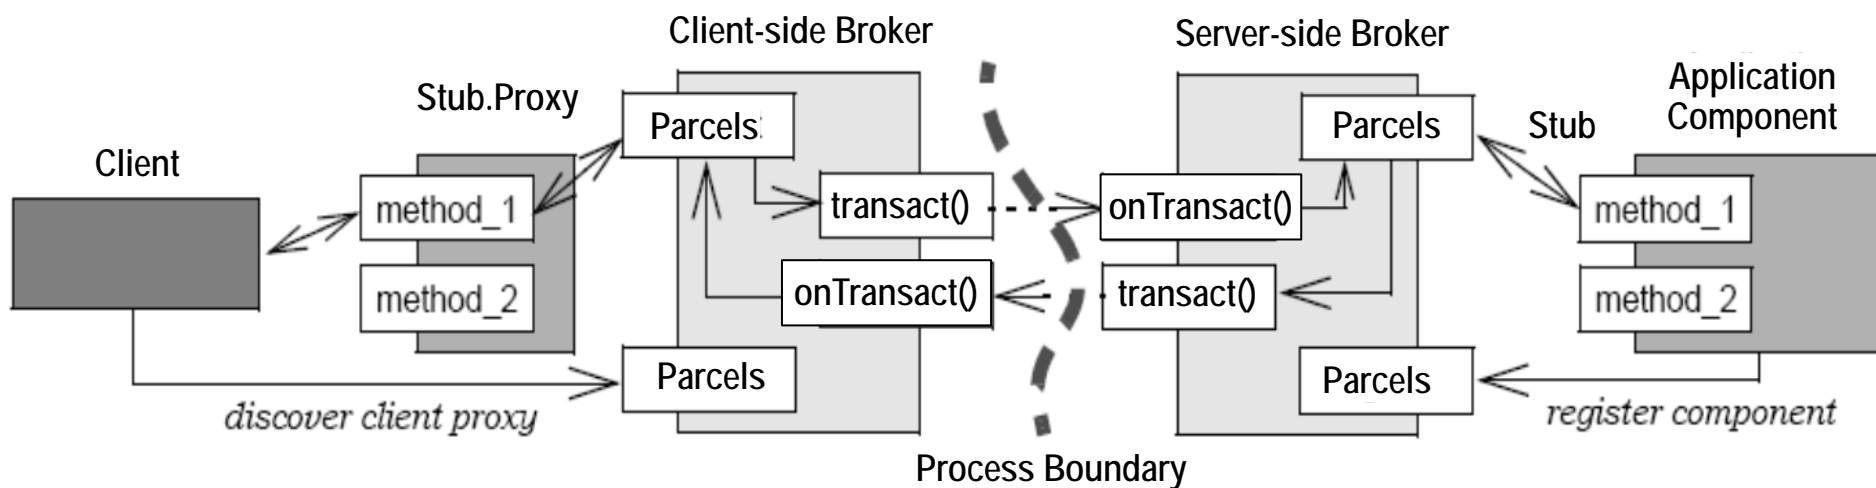 Client-side Broker
Server-side Broker
Application
Component
Stub.Proxy
Parcels
Parcels
Stub
Client
method_1
transact()
onTransact()
method_1
method_2
onTransact()
transact()
method_2
Parcels
Parcels
discover client proxy
register component
Process Boundary